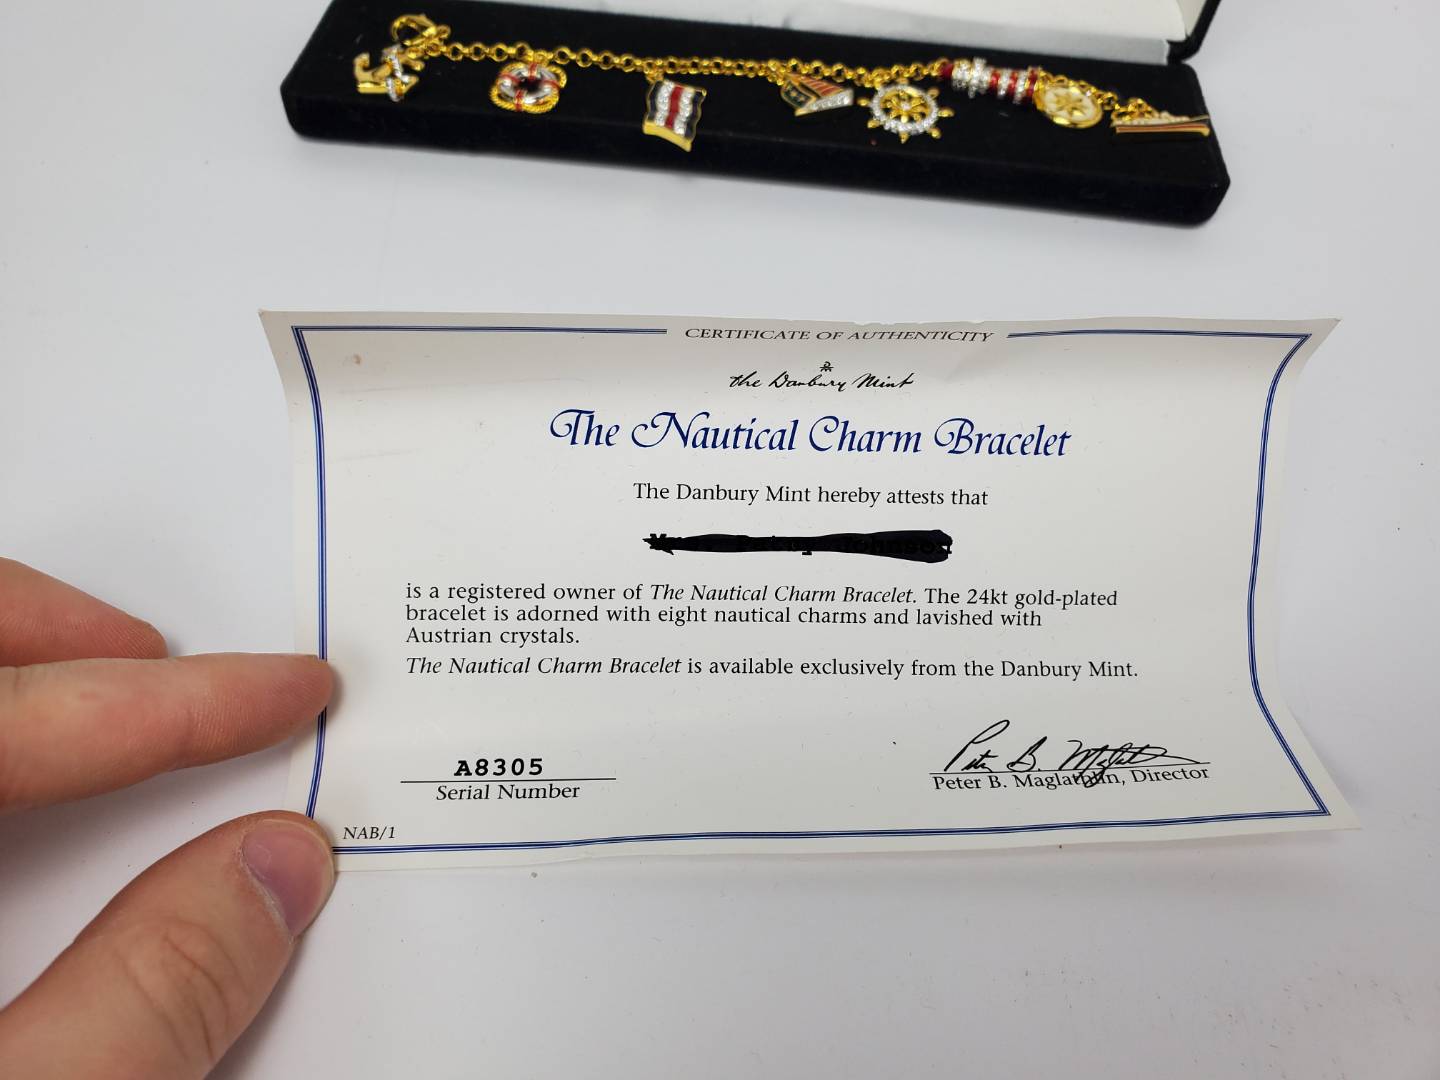 CERTIFICATE OF AUTHENTICITY
the Danbury Mint
The Nautical Charm Bracelet
The Danbury Mint hereby attests that
is a registered owner of The Nautical Charm Bracelet. The 24kt gold-plated
bracelet is adorned with eight nautical charms and lavished with
Austrian crystals.
The Nautical Charm Bracelet is available exclusively from the Danbury Mint.
A8305
Serial Number
Peter B. Maglathlin, Director
NAB/1